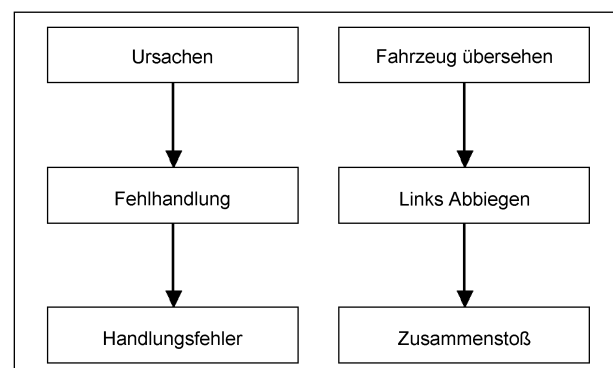 Ursachen
Fahrzeug übersehen
Fehlhandlung
Links Abbiegen
Handlungsfehler
Zusammenstoß